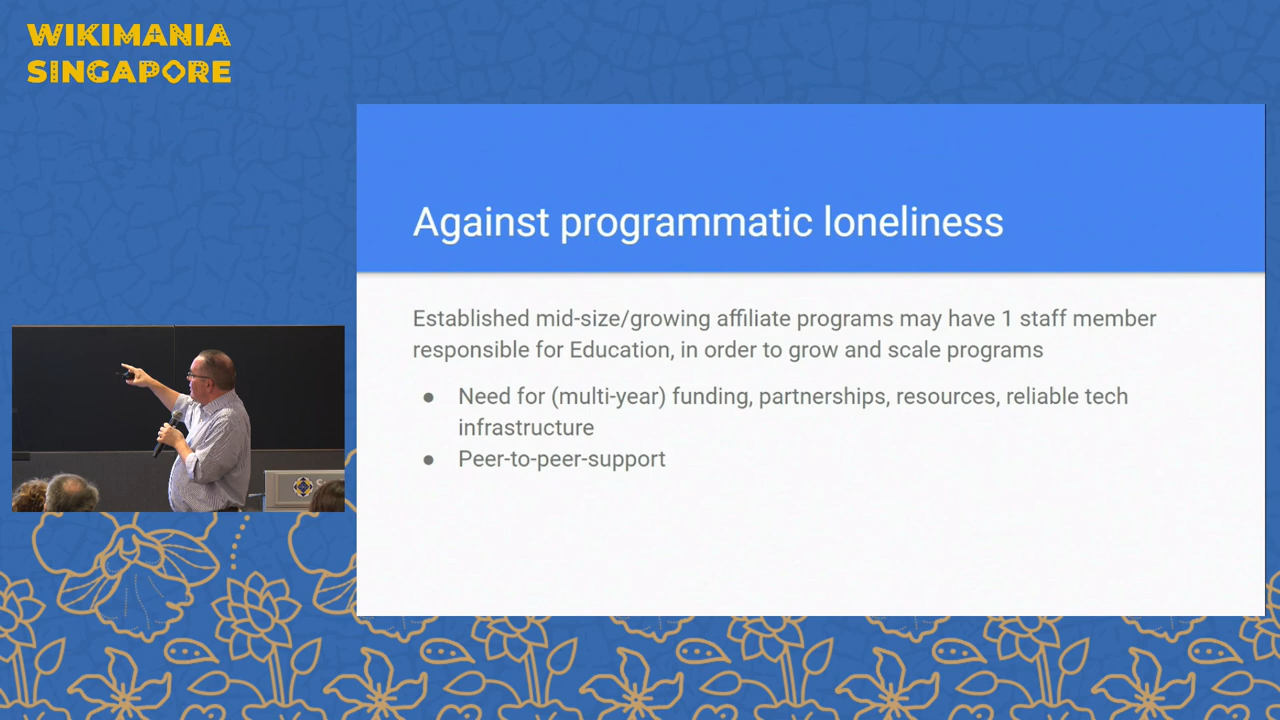 WIKIMANIA
SINGAPORE
Against programmatic loneliness
Established mid-size/growing affiliate programs may have 1 staff member
responsible for Education, in order to grow and scale programs
● Need for (multi-year) funding, partnerships, resources, reliable tech
infrastructure
● Peer-to-peer-support